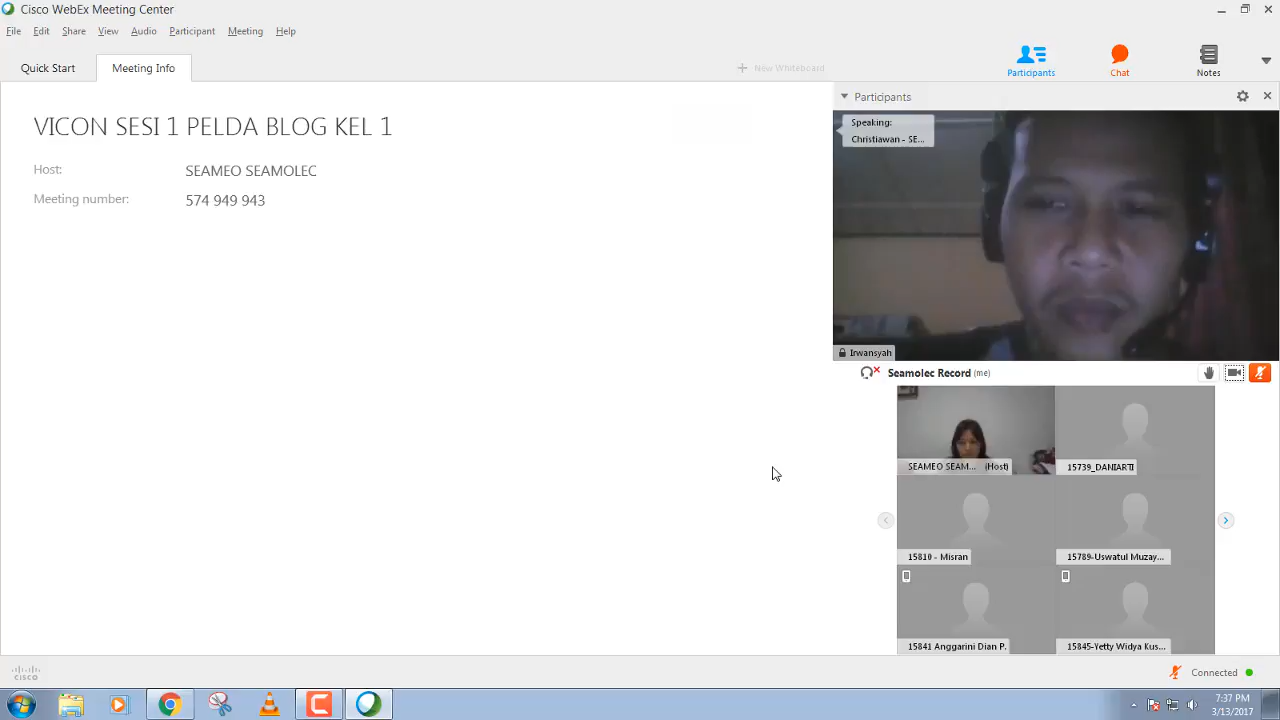 Cisco WebEx Meeting Center
File Edit Share View Audio Participant Meeting Help
Quick Start
Meeting Info
New Whiteboard
Participants
Chat
Notes
VICON SESI 1 PELDA BLOG KEL 1
Host: SEAMEO SEAMOLEC
Meeting number: 574 949 943
Participants
Speaking:
Christiawan - SE...
Irwansyah
Seamolec Record (me)
SEAMEO SEAM... (Host)
15739_DANIARTI
15810 - Misran
15789-Uswatul Muzay...
15841 Anggarini Dian P.
15845-Yetty Widya Kus...
CISCO
Connected
7:37 PM
3/13/2017